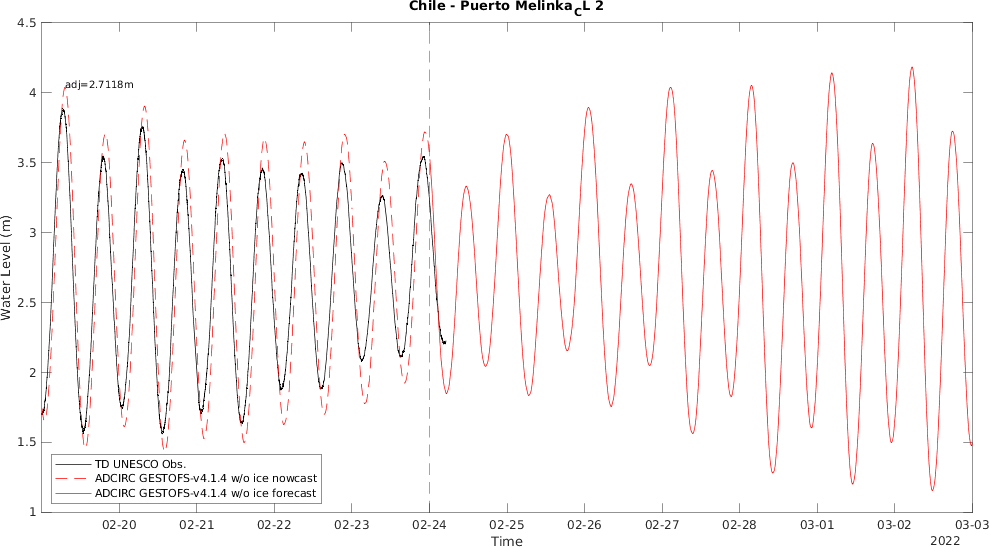 Chile - Puerto Melinka_CL 2
4.5
4
3.5
3
2.5
2
1.5
1
Water Level (m)
adj=2.7118m
TD UNESCO Obs.
ADCIRC GESTOFS-v4.1.4 w/o ice nowcast
ADCIRC GESTOFS-v4.1.4 w/o ice forecast
02-20 02-21 02-22 02-23 02-24 02-25 02-26 02-27 02-28 03-01 03-02 03-03
Time
2022